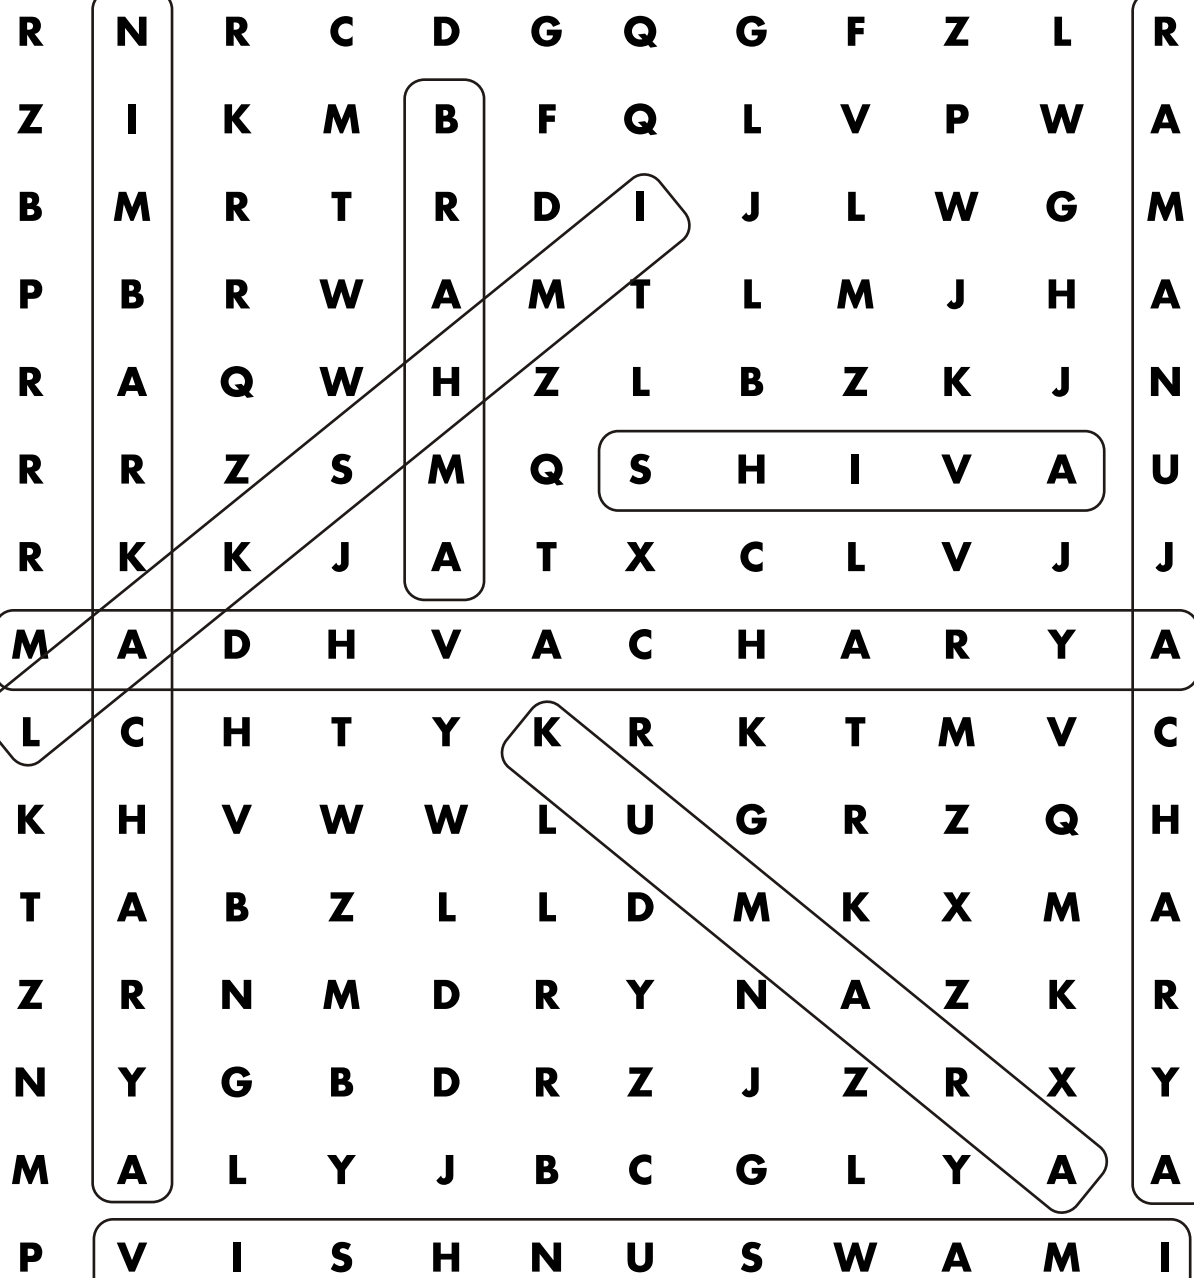 R N R C D G Q G F Z L R
Z I K M B F Q L V P W A
B M R T R D I J L W G M
P B R W A M T L M J H A
R A Q W H Z L B Z K J N
R R Z S M Q S H I V A U
R K K J A T X C L V J J
M A D H V A C H A R Y A
L C H T Y K R K T M V C
K H V W W L U G R Z Q H
T A B Z L L D M K X M A
Z R N M D R Y N A Z K R
N Y G B D R Z J Z R X Y
M A L Y J B C G L Y A A
P V I S H N U S W A M I